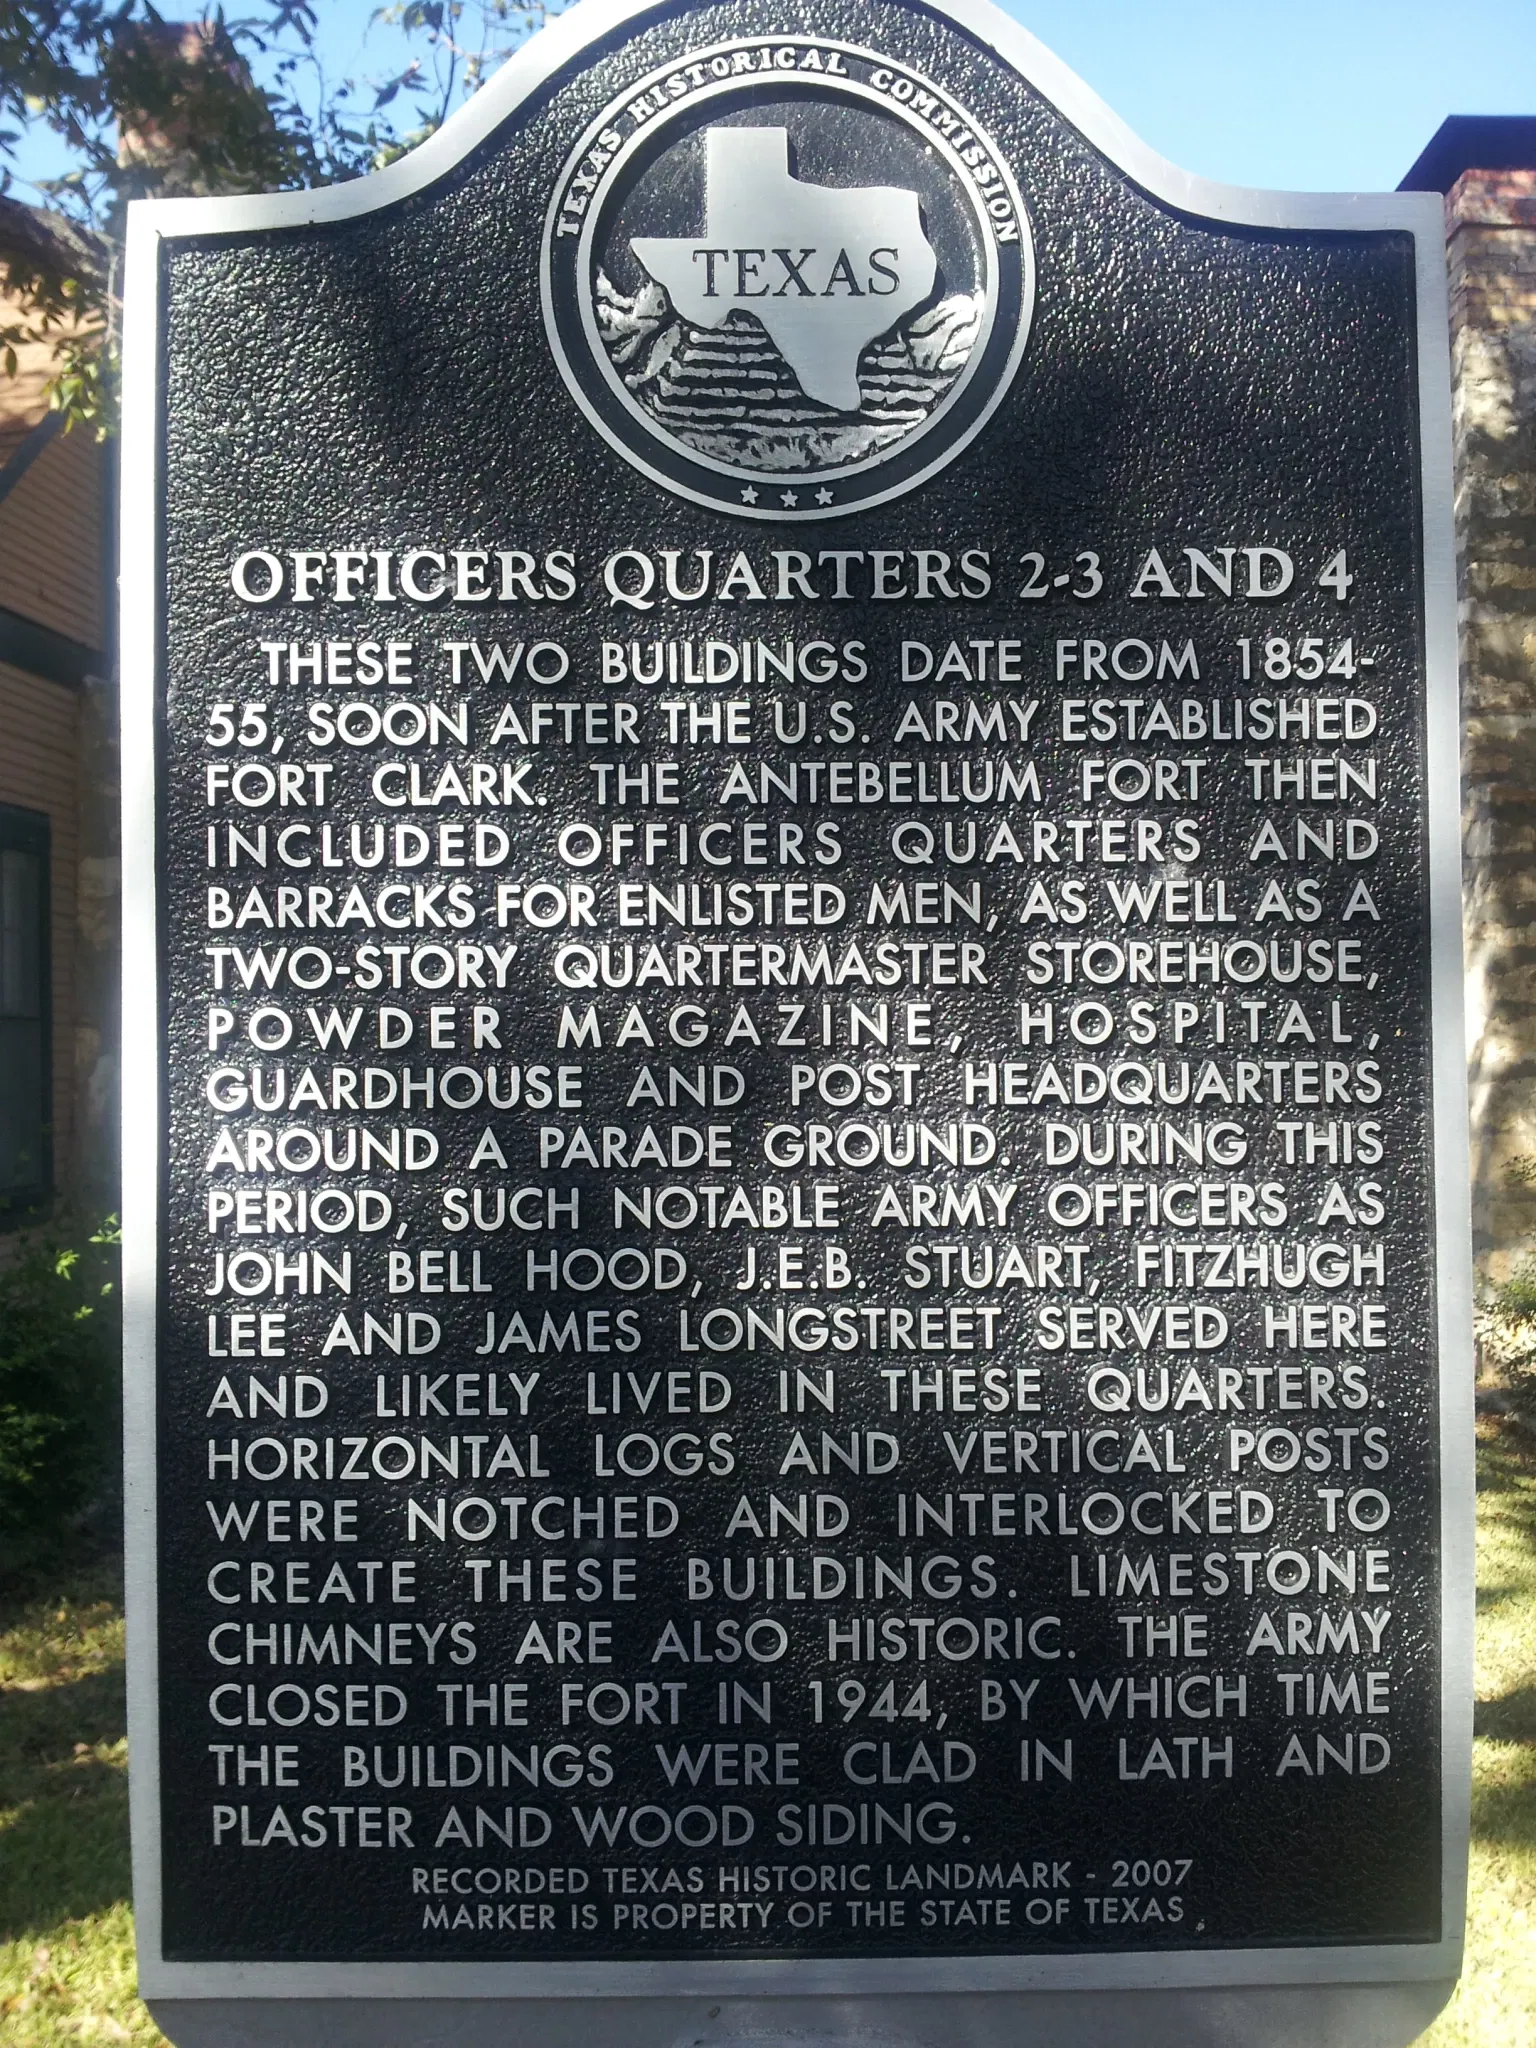 TEXAS HISTORICAL COMMISSION
TEXAS
OFFICERS QUARTERS 2-3 AND 4
THESE TWO BUILDINGS DATE FROM 1854-
55, SOON AFTER THE U.S. ARMY ESTABLISHED
FORT CLARK. THE ANTEBELLUM FORT THEN
INCLUDED OFFICERS QUARTERS AND
BARRACKS FOR ENLISTED MEN, AS WELL AS A
TWO-STORY QUARTERMASTER STOREHOUSE,
POWDER MAGAZINE, HOSPITAL,
GUARDHOUSE AND POST HEADQUARTERS
AROUND A PARADE GROUND. DURING THIS
PERIOD, SUCH NOTABLE ARMY OFFICERS AS
JOHN BELL HOOD, J.E.B. STUART, FITZHUGH
LEE AND JAMES LONGSTREET SERVED HERE
AND LIKELY LIVED IN THESE QUARTERS.
HORIZONTAL LOGS AND VERTICAL POSTS
WERE NOTCHED AND INTERLOCKED TO
CREATE THESE BUILDINGS. LIMESTONE
CHIMNEYS ARE ALSO HISTORIC. THE ARMY
CLOSED THE FORT IN 1944, BY WHICH TIME
THE BUILDINGS WERE CLAD IN LATH AND
PLASTER AND WOOD SIDING.
RECORDED TEXAS HISTORIC LANDMARK - 2007
MARKER IS PROPERTY OF THE STATE OF TEXAS